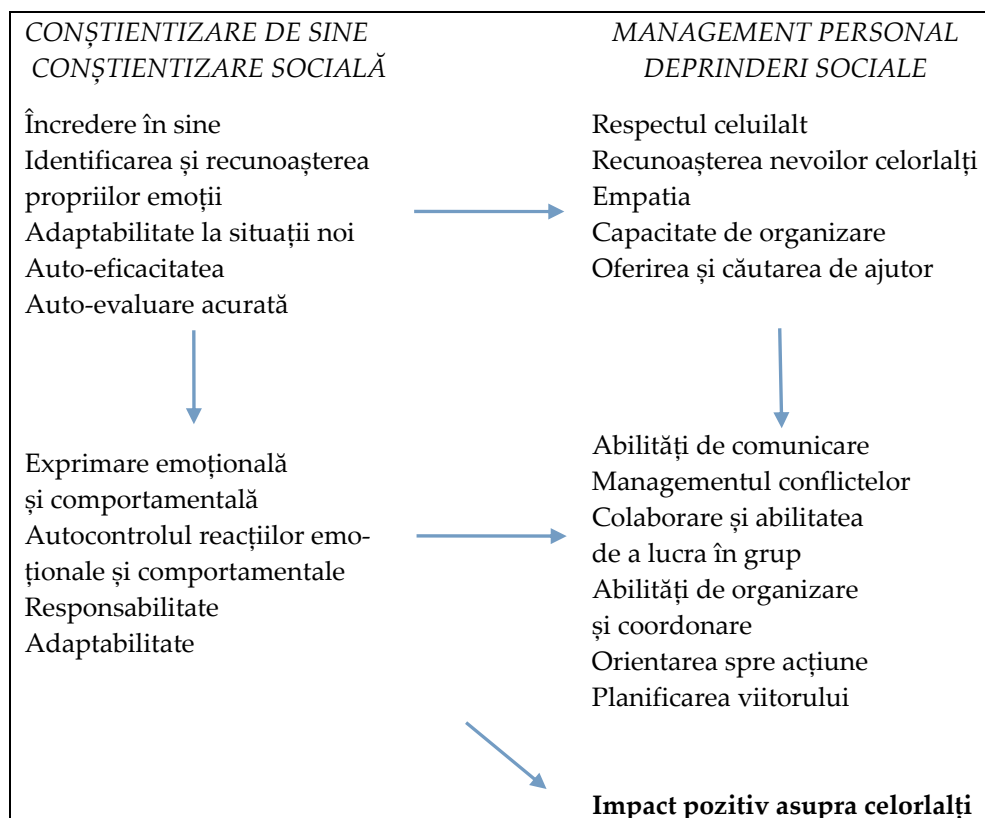 CONȘTIENTIZARE DE SINE
CONȘTIENTIZARE SOCIALĂ
MANAGEMENT PERSONAL
DEPRINDERI SOCIALE
Încredere în sine
Identificarea și recunoașterea
propriilor emoții
Adaptabilitate la situații noi
Auto-eficacitatea
Auto-evaluare acurată
Respectul celuilalt
Recunoașterea nevoilor celorlalți
Empatia
Capacitate de organizare
Oferirea și căutarea de ajutor
Exprimare emoțională
și comportamentală
Autocontrolul reacțiilor emo-
ționale și comportamentale
Responsabilitate
Adaptabilitate
Abilități de comunicare
Managementul conflictelor
Colaborare și abilitatea
de a lucra în grup
Abilități de organizare
și coordonare
Orientarea spre acțiune
Planificarea viitorului
Impact pozitiv asupra celorlalți